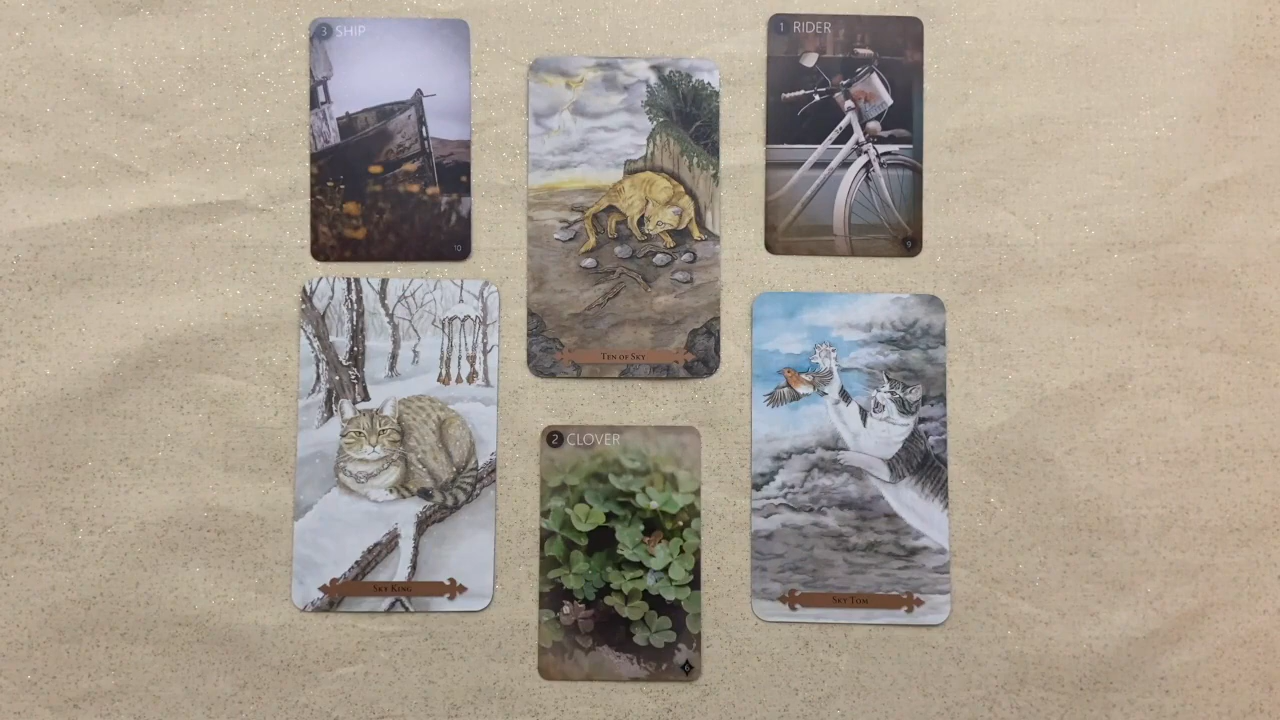 3 SHIP
10
1 RIDER
9
TEN OF SKY
SKY KING
2 CLOVER
6
SKY TOM